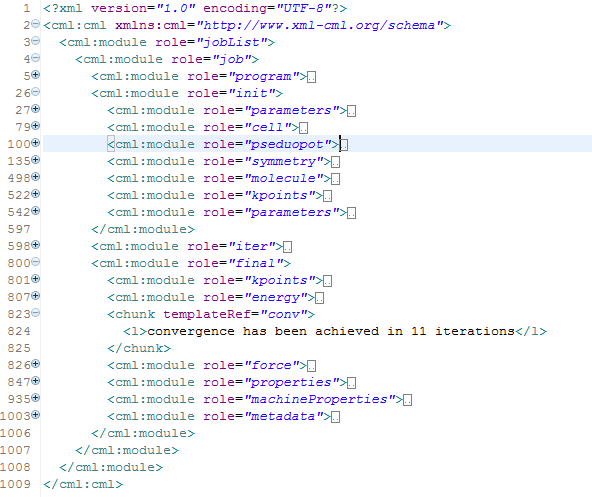 1 <?xml version="1.0" encoding="UTF-8"?>
2 <cml:cml xmlns:cml="http://www.xml-cml.org/schema">
3 <cml:module role="jobList">
4 <cml:module role="job">
5 <cml:module role="program">
26 <cml:module role="init">
27 <cml:module role="parameters">
79 <cml:module role="cell">
100 <cml:module role="pseduopot">
135 <cml:module role="symmetry">
498 <cml:module role="molecule">
522 <cml:module role="kpoints">
542 <cml:module role="parameters">
597 </cml:module>
598 <cml:module role="iter">
800 <cml:module role="final">
801 <cml:module role="kpoints">
807 <cml:module role="energy">
823 <chunk templateRef="conv">
824 <l>convergence has been achieved in 11 iterations</l>
825 </chunk>
826 <cml:module role="force">
847 <cml:module role="properties">
935 <cml:module role="machineProperties">
1003 <cml:module role="metadata">
1006 </cml:module>
1007 </cml:module>
1008 </cml:module>
1009 </cml:cml>